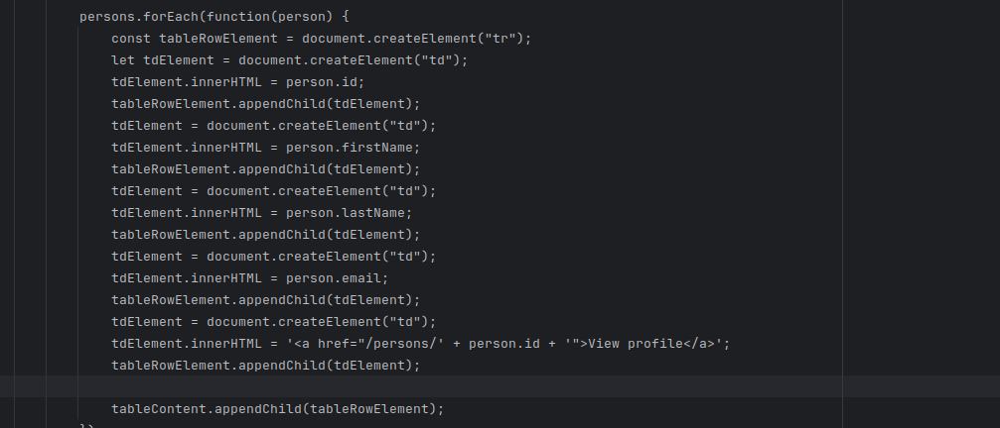 persons.forEach(function(person) {
const tableRowElement = document.createElement("tr");
let tdElement = document.createElement("td");
tdElement.innerHTML = person.id;
tableRowElement.appendChild(tdElement);
tdElement = document.createElement("td");
tdElement.innerHTML = person.firstName;
tableRowElement.appendChild(tdElement);
tdElement = document.createElement("td");
tdElement.innerHTML = person.lastName;
tableRowElement.appendChild(tdElement);
tdElement = document.createElement("td");
tdElement.innerHTML = person.email;
tableRowElement.appendChild(tdElement);
tdElement = document.createElement("td");
tdElement.innerHTML = '<a href="/persons/' + person.id + '">View profile</a>';
tableRowElement.appendChild(tdElement);
tableContent.appendChild(tableRowElement);